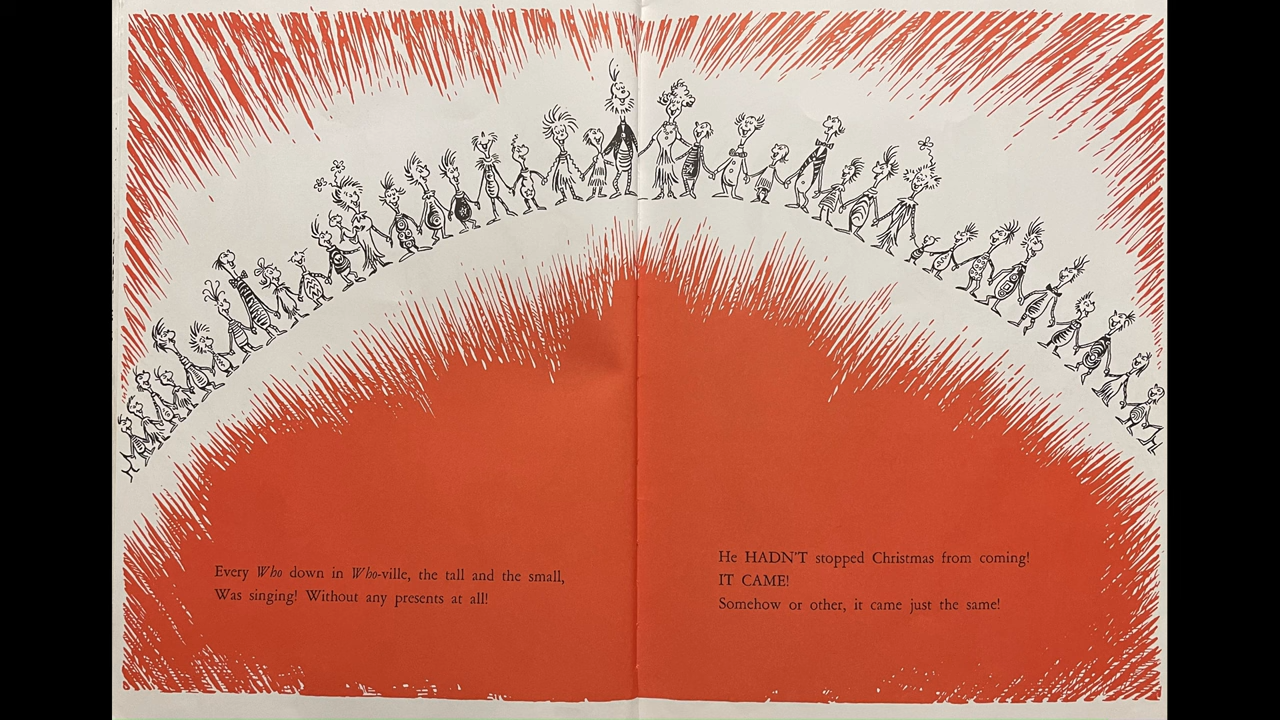 Every Who down in Who-ville, the tall and the small,
Was singing! Without any presents at all!
He HADN'T stopped Christmas from coming!
IT CAME!
Somehow or other, it came just the same!